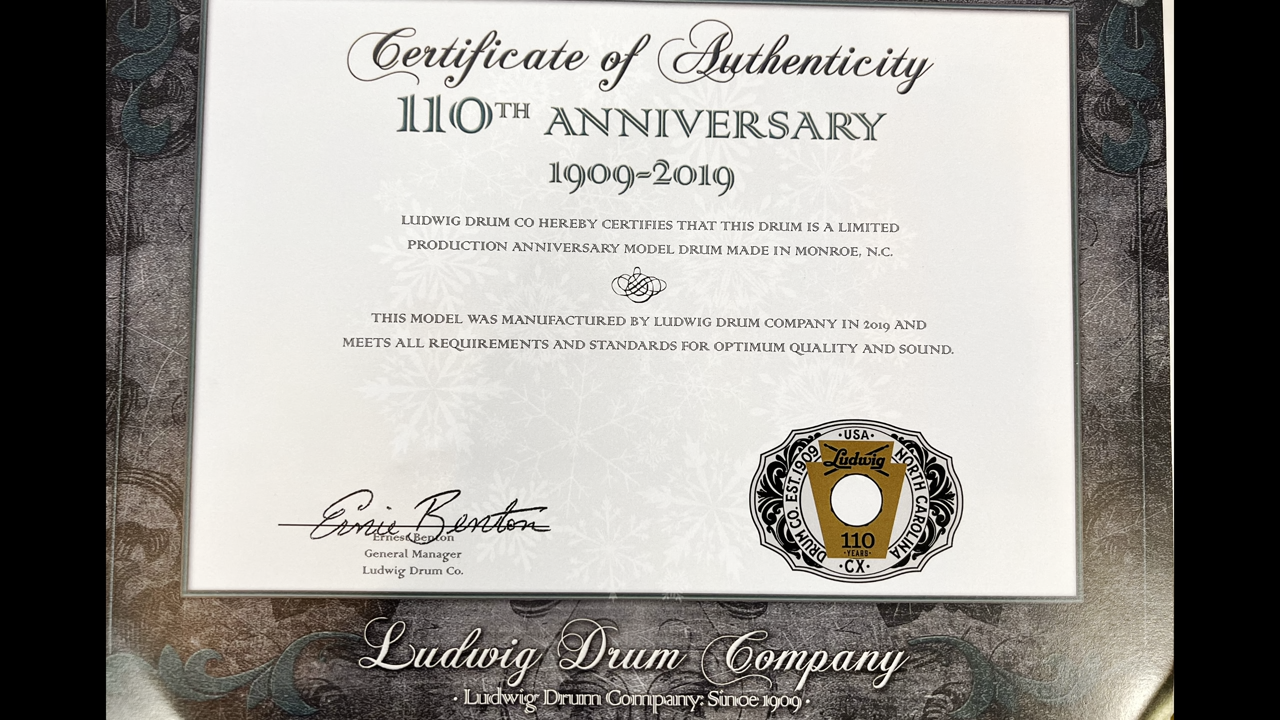 Certificate of Authenticity
110TH ANNIVERSARY
1909-2019
LUDWIG DRUM CO HEREBY CERTIFIES THAT THIS DRUM IS A LIMITED
PRODUCTION ANNIVERSARY MODEL DRUM MADE IN MONROE, N.C.
THIS MODEL WAS MANUFACTURED BY LUDWIG DRUM COMPANY IN 2019 AND
MEETS ALL REQUIREMENTS AND STANDARDS FOR OPTIMUM QUALITY AND SOUND.
Ernie Benton
Ernest Benton
General Manager
Ludwig Drum Co.
·USA·
DRUM CO. EST.1909
Ludwig
NORTH CAROLINA
110
·YEARS·
·CX·
Ludwig Drum Company
· Ludwig Drum Company: Since 1909 ·